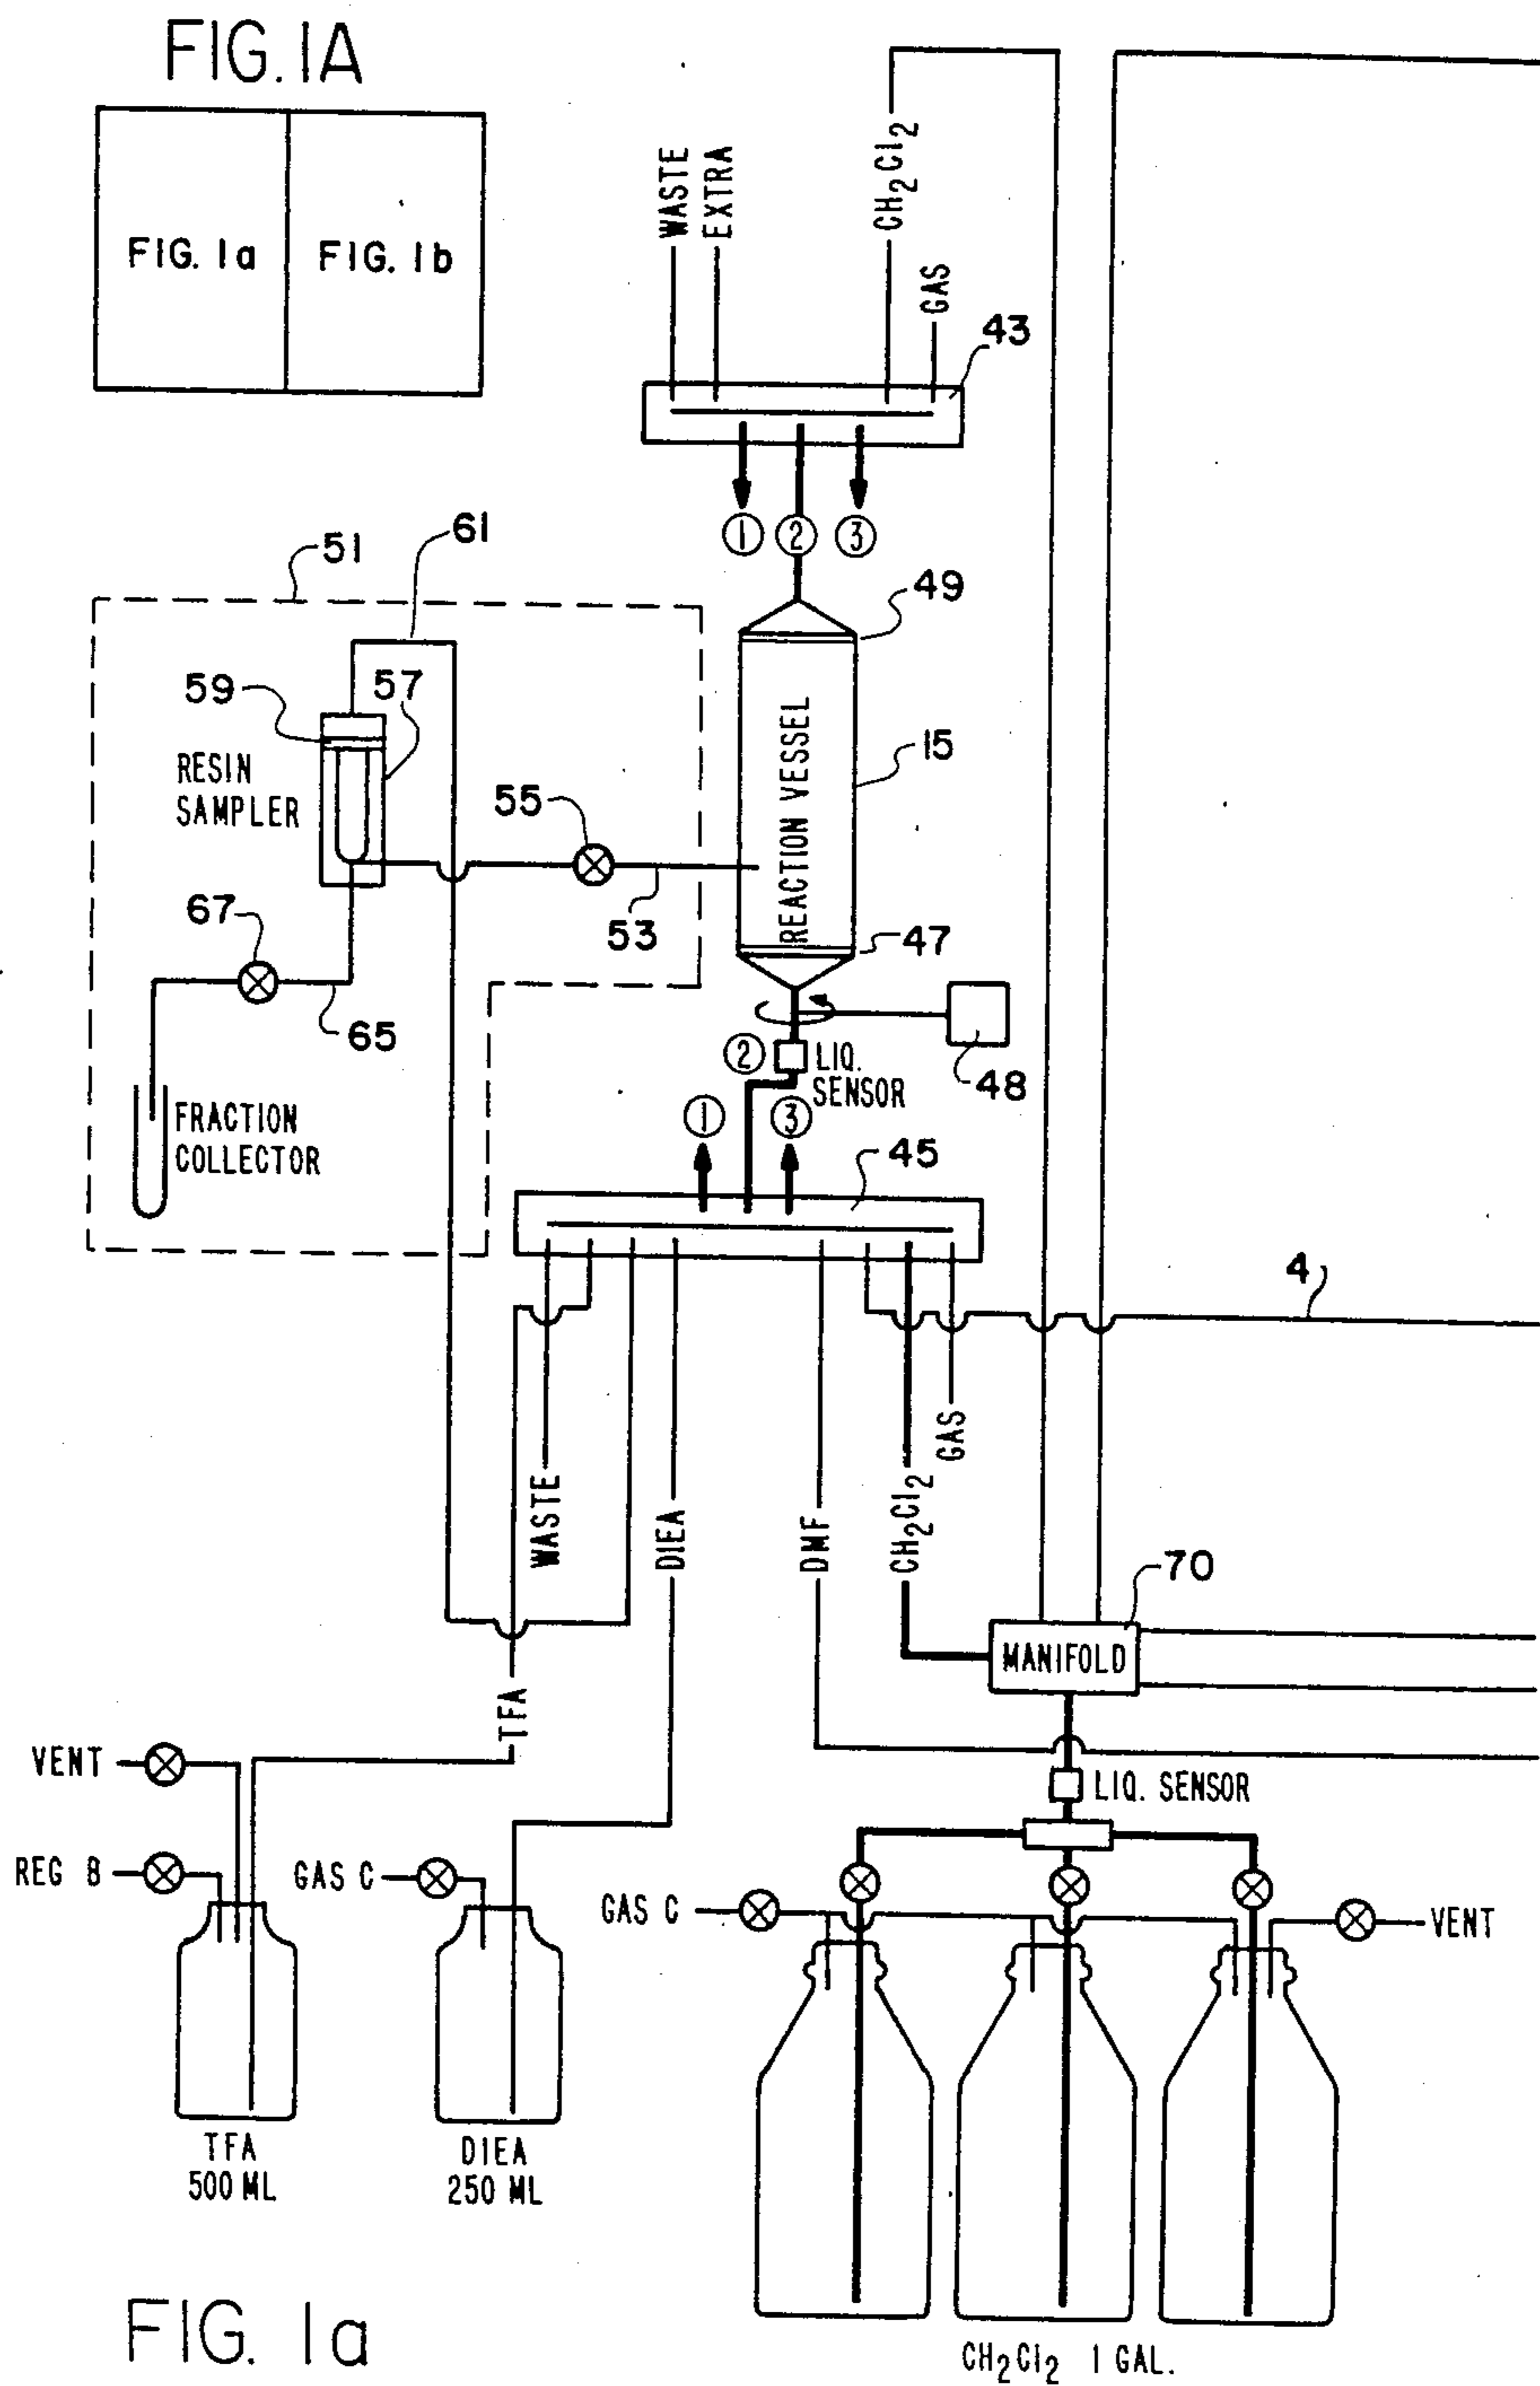 FIG. 1A
FIG. 1a
FIG. 1b
WASTE
EXTRA
CH2Cl2
GAS
43
1
2
3
51
61
49
59
57
RESIN
SAMPLER
REACTION VESSEL
15
55
53
47
67
65
2
LIQ.
SENSOR
48
1
3
FRACTION
COLLECTOR
45
4
WASTE
DIEA
DMF
CH2Cl2
GAS
70
MANIFOLD
TFA
VENT
LIQ. SENSOR
REG 8
GAS C
GAS C
VENT
TFA
500 ML
DIEA
250 ML
CH2Cl2 1 GAL.
FIG. 1a